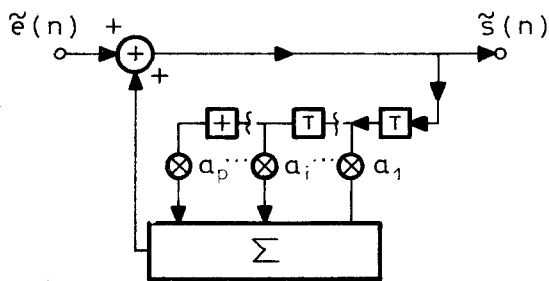 ẽ(n) + + + s̃(n)
+ T T
a_p ... a_i ... a_1
Σ